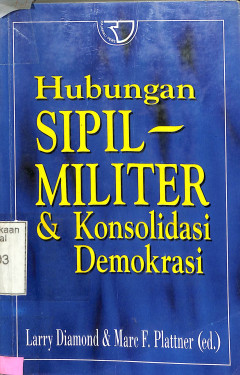 Hubungan
SIPIL –
MILITER
& Konsolidasi
Demokrasi
Larry Diamond & Marc F. Plattner (ed.)